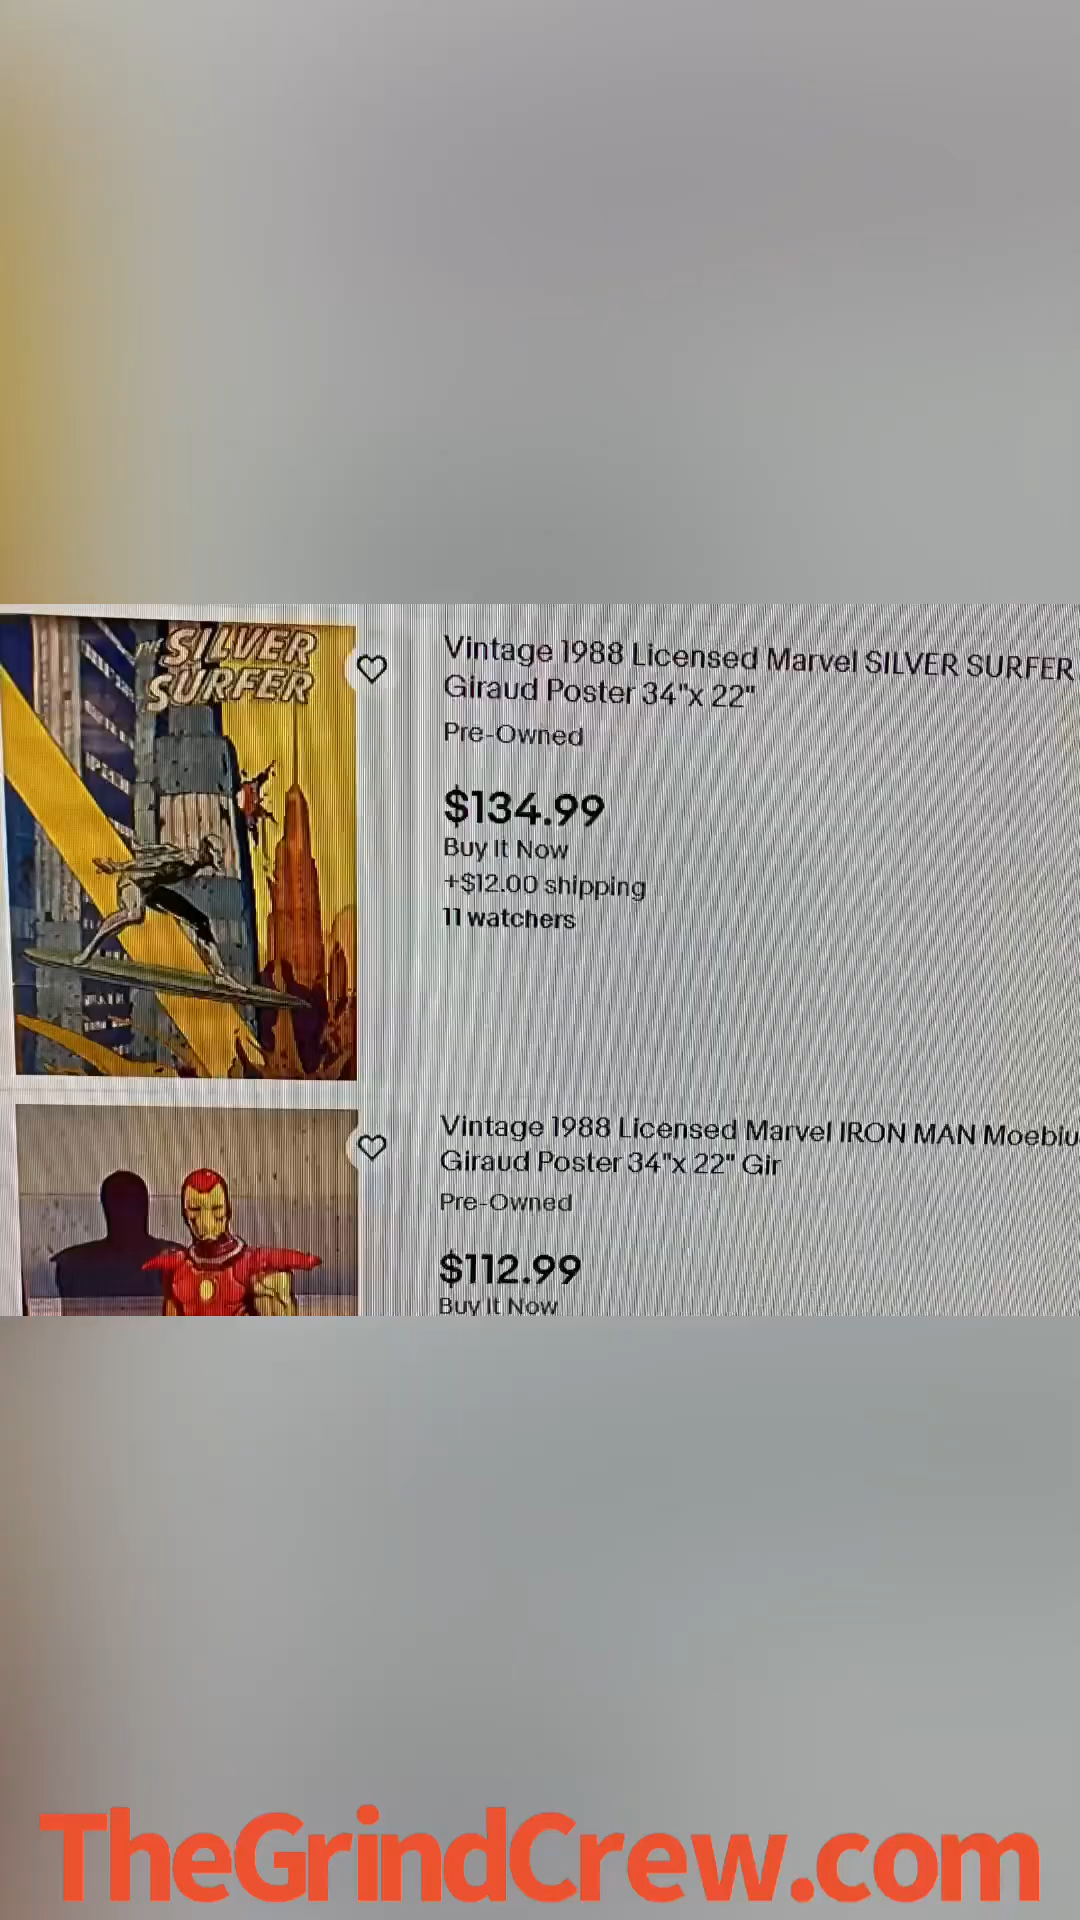 THE SILVER
SURFER
Vintage 1988 Licensed Marvel SILVER SURFER
Giraud Poster 34"x 22"
Pre-Owned
$134.99
Buy It Now
+$12.00 shipping
11 watchers
Vintage 1988 Licensed Marvel IRON MAN Moebiu
Giraud Poster 34"x 22" Gir
Pre-Owned
$112.99
Buy It Now
TheGrindCrew.com